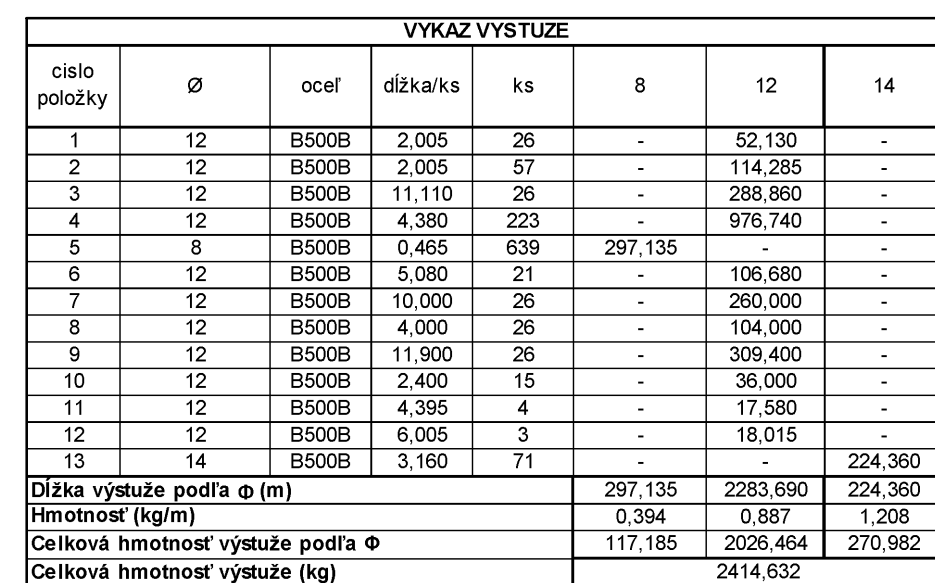 VYKAZ VYSTUZE
cislo položky Ø oceľ dĺžka/ks ks 8 12 14
1 12 B500B 2,005 26 - 52,130 -
2 12 B500B 2,005 57 - 114,285 -
3 12 B500B 11,110 26 - 288,860 -
4 12 B500B 4,380 223 - 976,740 -
5 8 B500B 0,465 639 297,135 - -
6 12 B500B 5,080 21 - 106,680 -
7 12 B500B 10,000 26 - 260,000 -
8 12 B500B 4,000 26 - 104,000 -
9 12 B500B 11,900 26 - 309,400 -
10 12 B500B 2,400 15 - 36,000 -
11 12 B500B 4,395 4 - 17,580 -
12 12 B500B 6,005 3 - 18,015 -
13 14 B500B 3,160 71 - - 224,360
Dĺžka výstuže podľa Φ (m) 297,135 2283,690 224,360
Hmotnosť (kg/m) 0,394 0,887 1,208
Celková hmotnosť výstuže podľa Φ 117,185 2026,464 270,982
Celková hmotnosť výstuže (kg) 2414,632